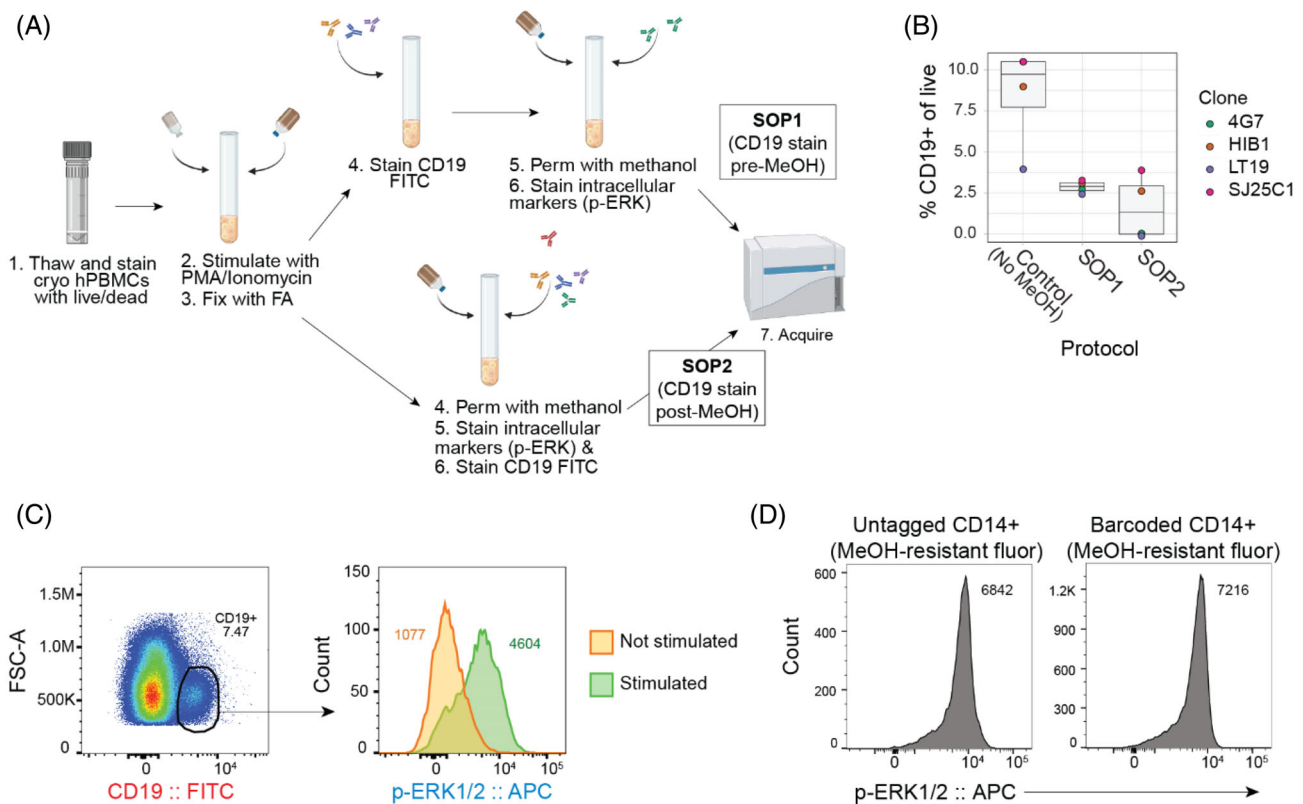 (A)
4. Stain CD19
FITC
5. Perm with methanol
6. Stain intracellular
markers (p-ERK)
SOP1
(CD19 stain
pre-MeOH)
1. Thaw and stain
cryo hPBMCs
with live/dead
2. Stimulate with
PMA/Ionomycin
3. Fix with FA
7. Acquire
4. Perm with methanol
5. Stain intracellular
markers (p-ERK) &
6. Stain CD19 FITC
SOP2
(CD19 stain
post-MeOH)
(B)
% CD19+ of live
10.0
7.5
5.0
2.5
0.0
Control
(No MeOH)
SOP1
SOP2
Protocol
Clone
4G7
HIB1
LT19
SJ25C1
(C)
FSC-A
1.5M
1.0M
500K
0
CD19+
7.47
0
10⁴
CD19 :: FITC
Count
150
100
50
0
1077
4604
0
10⁴
10⁵
p-ERK1/2 :: APC
Not stimulated
Stimulated
(D)
Untagged CD14+
(MeOH-resistant fluor)
Count
600
400
200
0
6842
0
10⁴
10⁵
Barcoded CD14+
(MeOH-resistant fluor)
1.2K
900
600
300
0
7216
0
10⁴
10⁵
p-ERK1/2 :: APC